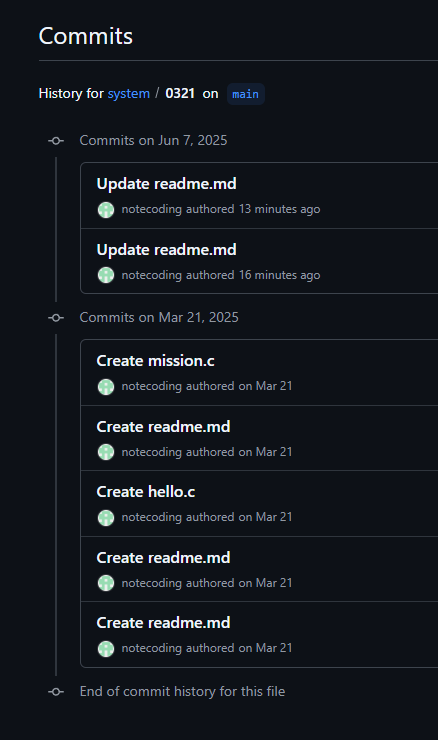 Commits
History for system / 0321 on main
Commits on Jun 7, 2025
Update readme.md
notecoding authored 13 minutes ago
Update readme.md
notecoding authored 16 minutes ago
Commits on Mar 21, 2025
Create mission.c
notecoding authored on Mar 21
Create readme.md
notecoding authored on Mar 21
Create hello.c
notecoding authored on Mar 21
Create readme.md
notecoding authored on Mar 21
Create readme.md
notecoding authored on Mar 21
End of commit history for this file